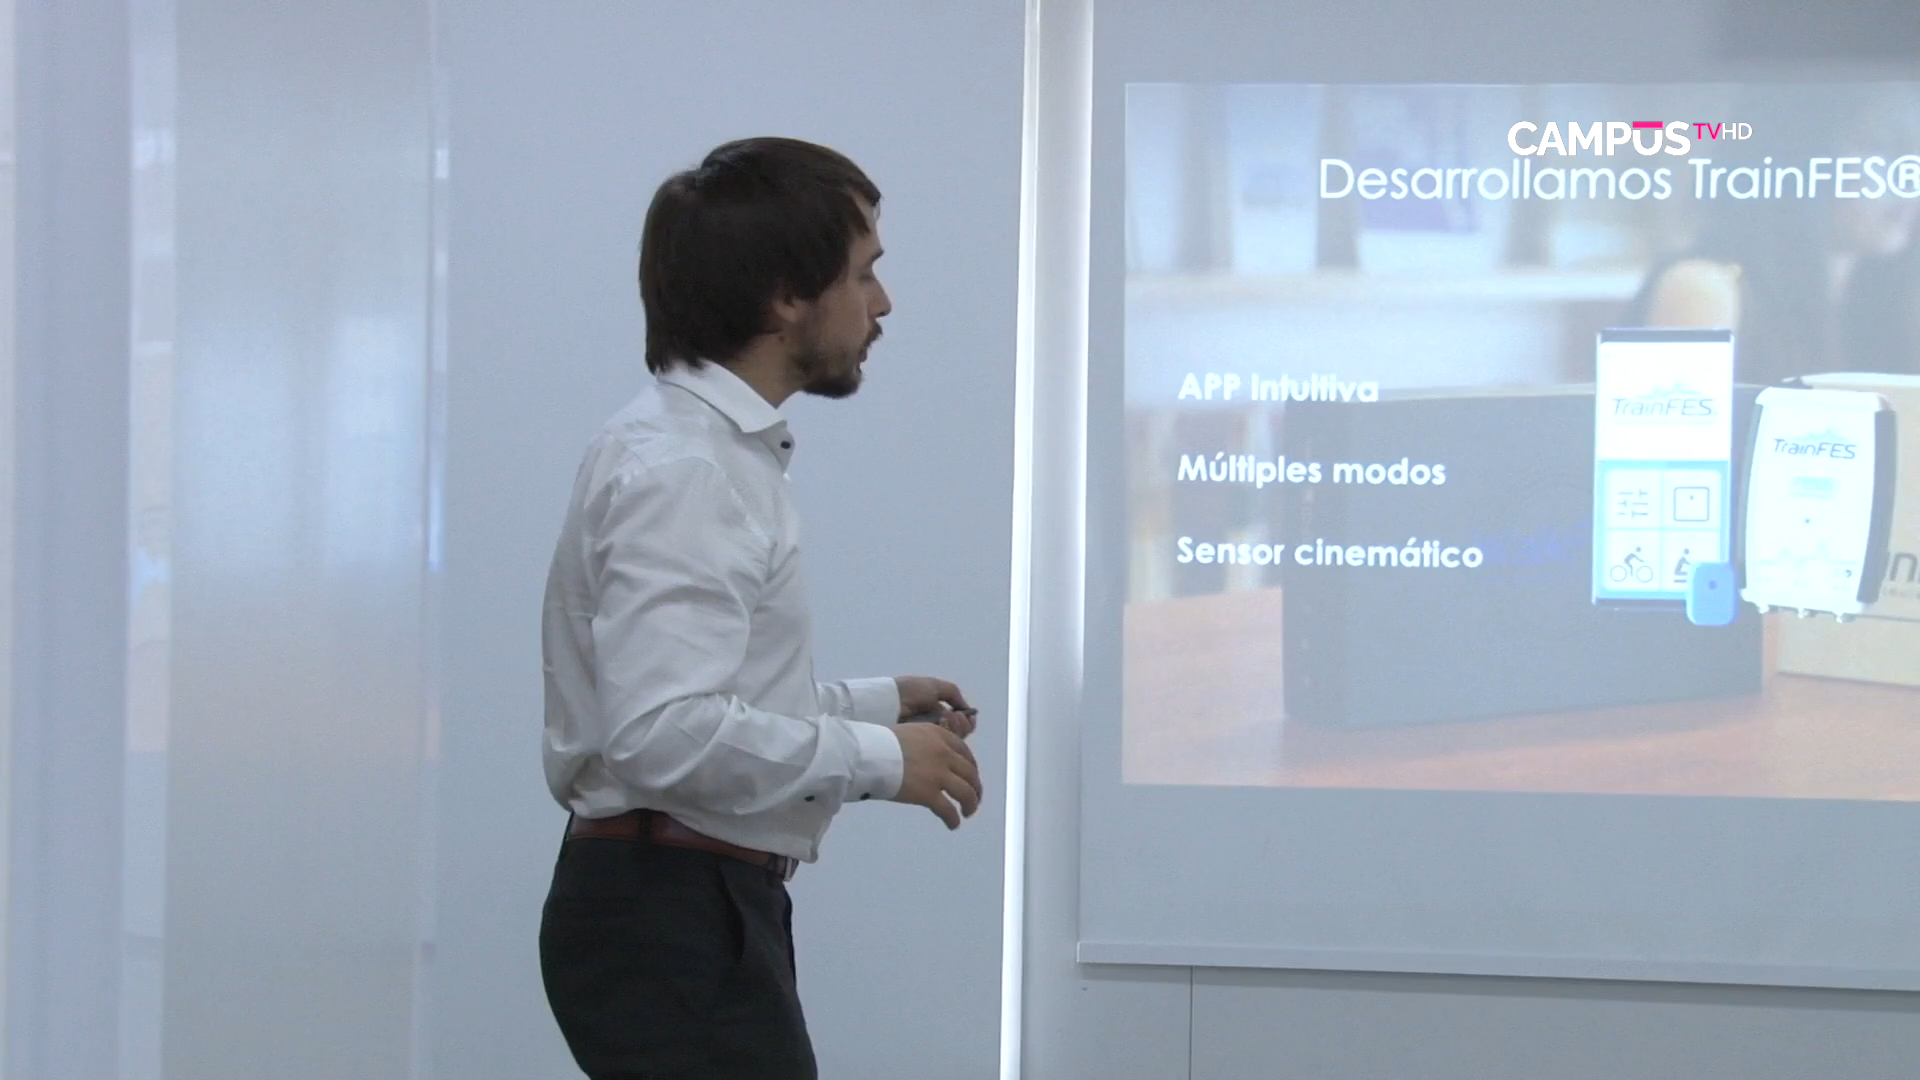 CAMPUS TV HD
Desarrollamos TrainFES®
APP intuitiva
Múltiples modos
Sensor cinemático
TrainFES
TrainFES